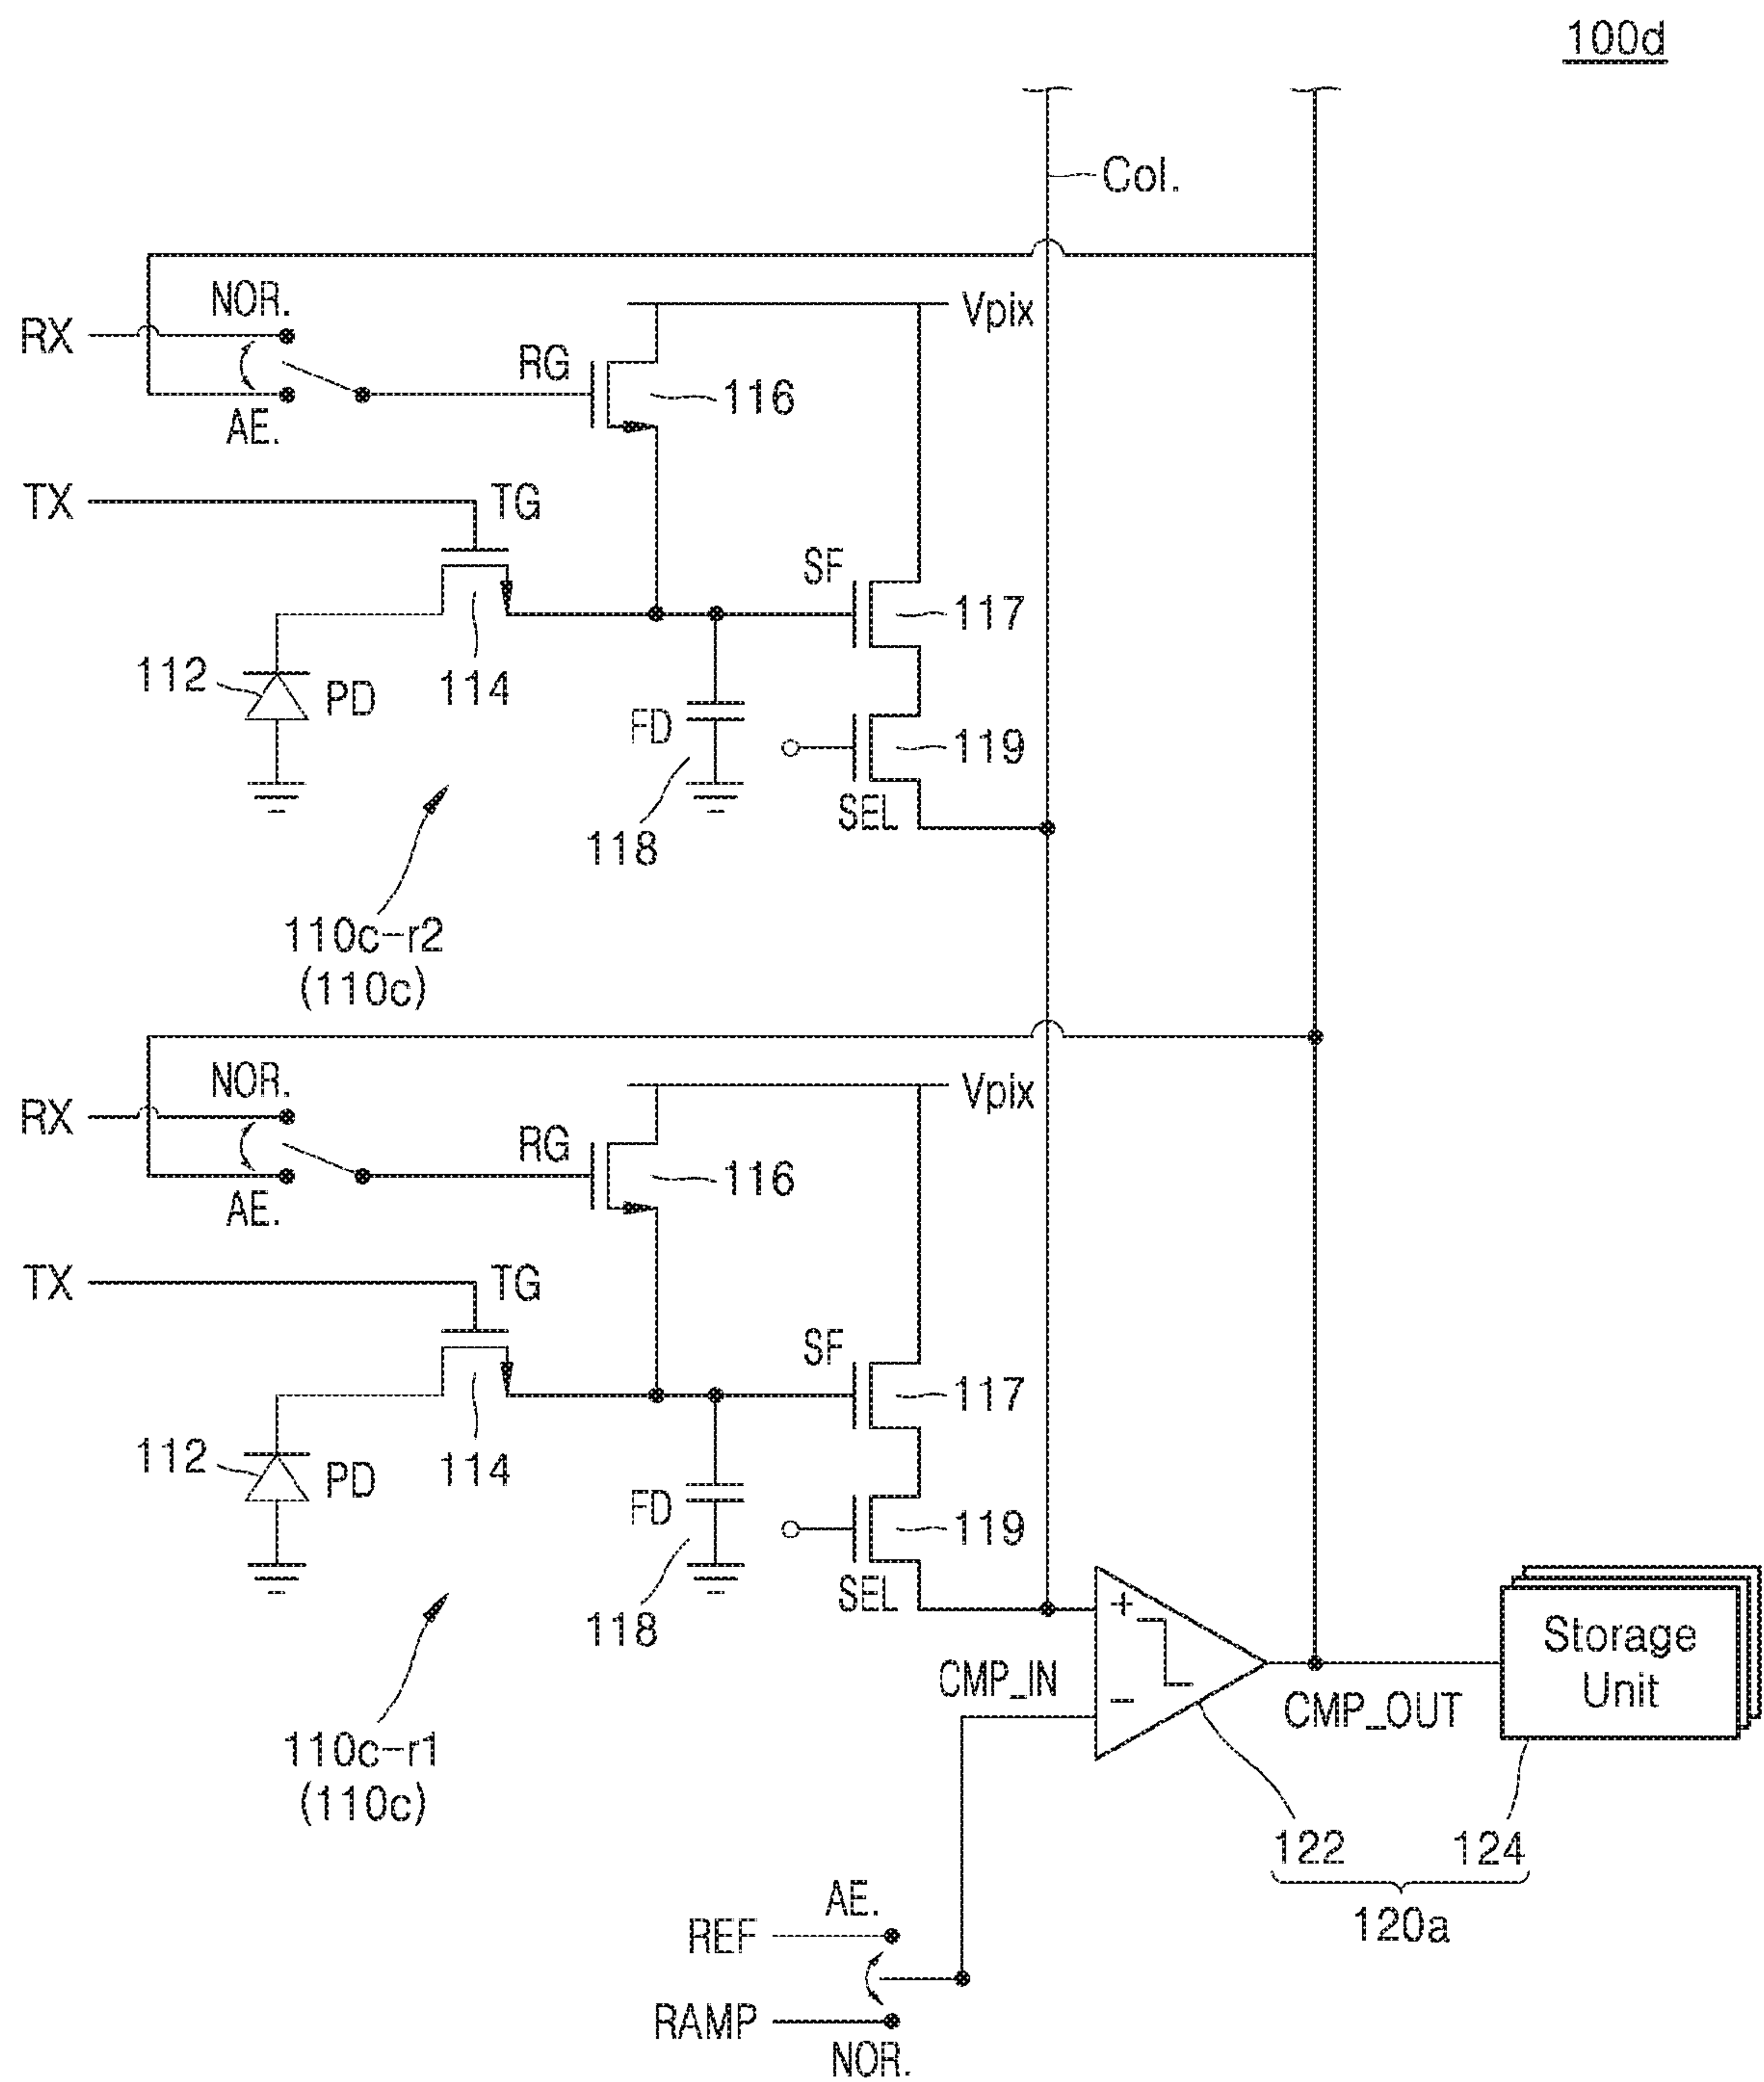 100d
Col.
NOR.
RX
Vpix
RG
116
AE.
TX
TG
SF
117
112
PD
114
FD
119
SEL
118
110c-r2
(110c)
NOR.
RX
Vpix
RG
116
AE.
TX
TG
SF
117
112
PD
114
FD
119
SEL
118
+
Storage
Unit
CMP_IN
−
CMP_OUT
110c-r1
(110c)
122
124
120a
AE.
REF
RAMP
NOR.